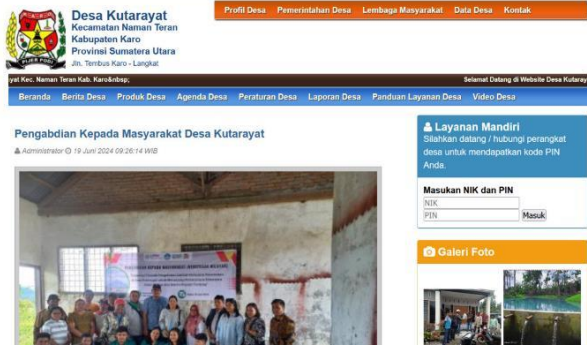 Profil Desa Pemerintahan Desa Lembaga Masyarakat Data Desa Kontak
Desa Kutarayat
Kecamatan Naman Teran
Kabupaten Karo
Provinsi Sumatera Utara
Jln. Tembus Karo - Langkat
yat Kec. Naman Teran Kab. Karo&nbsp;
Selamat Datang di Website Desa Kutaray
Beranda Berita Desa Produk Desa Agenda Desa Peraturan Desa Laporan Desa Panduan Layanan Desa Video Desa
Pengabdian Kepada Masyarakat Desa Kutarayat
Administrator 19 Juni 2024 09:26:14 WIB
Layanan Mandiri
Silahkan datang / hubungi perangkat
desa untuk mendapatkan kode PIN
Anda.
Masukan NIK dan PIN
NIK
PIN
Masuk
Galeri Foto